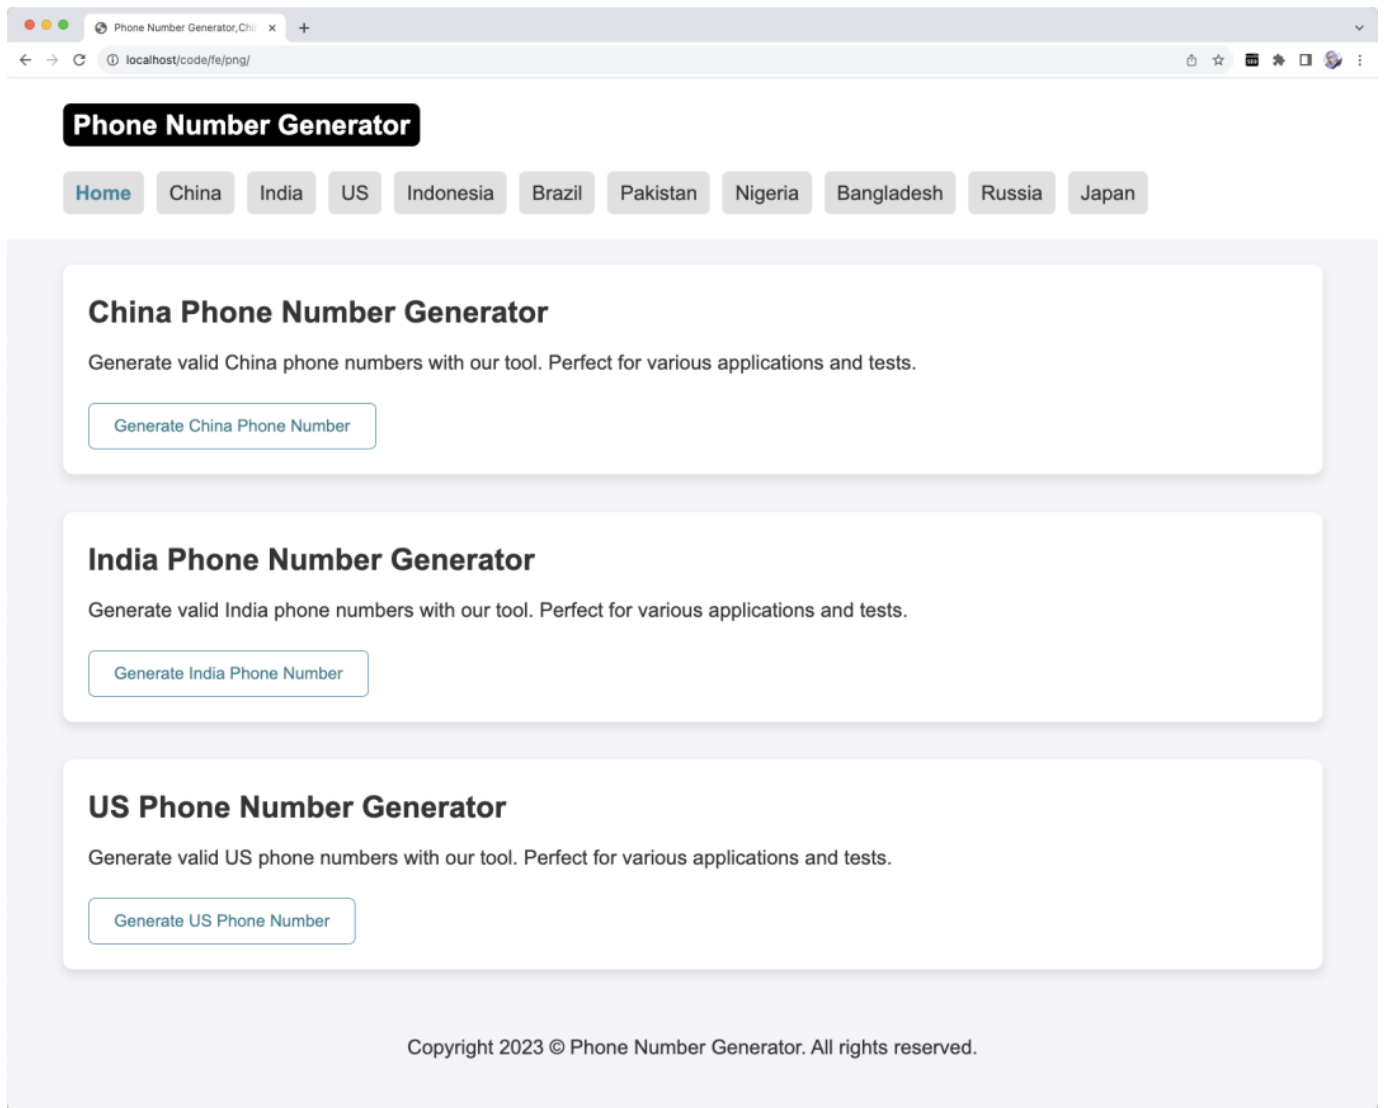 Phone Number Generator,Chi
localhost/code/fe/png/
Phone Number Generator
Home China India US Indonesia Brazil Pakistan Nigeria Bangladesh Russia Japan
China Phone Number Generator
Generate valid China phone numbers with our tool. Perfect for various applications and tests.
Generate China Phone Number
India Phone Number Generator
Generate valid India phone numbers with our tool. Perfect for various applications and tests.
Generate India Phone Number
US Phone Number Generator
Generate valid US phone numbers with our tool. Perfect for various applications and tests.
Generate US Phone Number
Copyright 2023 © Phone Number Generator. All rights reserved.